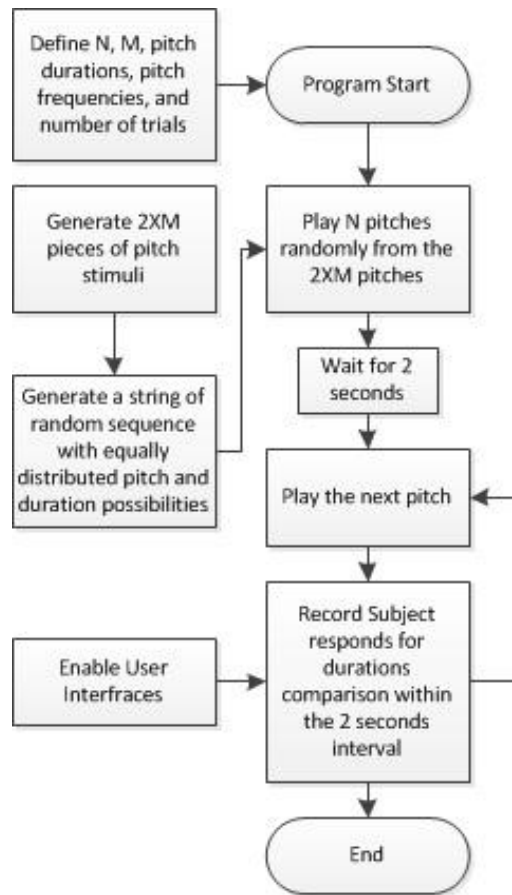 Define N, M, pitch
durations, pitch
frequencies, and
number of trials
Program Start
Generate 2XM
pieces of pitch
stimuli
Play N pitches
randomly from the
2XM pitches
Wait for 2
seconds
Generate a string of
random sequence
with equally
distributed pitch and
duration possibilities
Play the next pitch
Enable User
Interfraces
Record Subject
responds for
durations
comparison within
the 2 seconds
interval
End